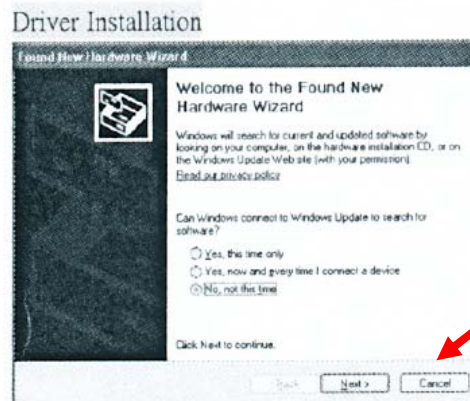 Driver Installation
Found New Hardware Wizard
Welcome to the Found New
Hardware Wizard
Windows will search for current and updated software by
looking on your computer, on the hardware installation CD, or on
the Windows Update Web site (with your permission).
Read our privacy policy
Can Windows connect to Windows Update to search for
software?
Yes, this time only
Yes, now and every time I connect a device
No, not this time
Click Next to continue.
Back Next > Cancel